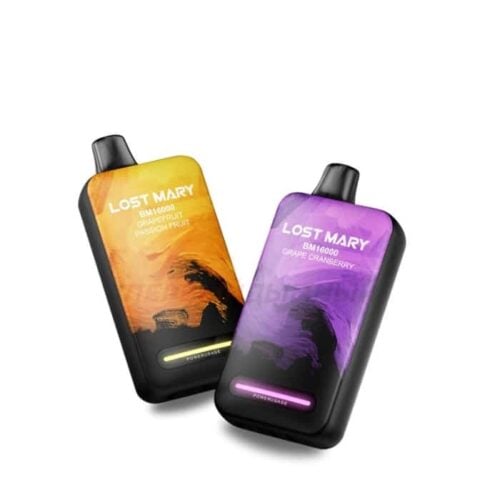 LOST MARY
BM16000
GRAPEFRUIT
PASSION FRUIT
LOST MARY
BM16000
GRAPE CRANBERRY